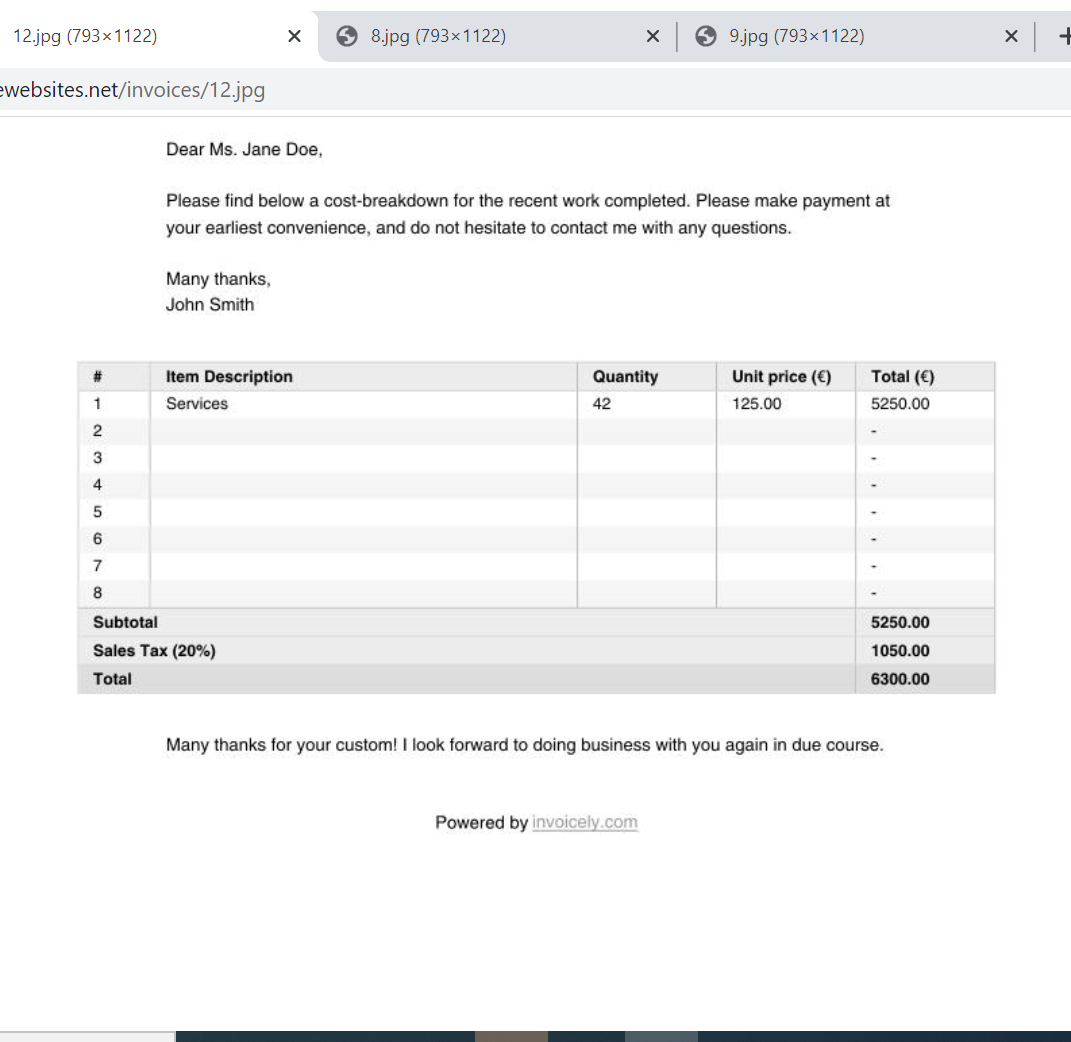 12.jpg (793×1122) 8.jpg (793×1122) 9.jpg (793×1122)
ewebsites.net/invoices/12.jpg
Dear Ms. Jane Doe,
Please find below a cost-breakdown for the recent work completed. Please make payment at
your earliest convenience, and do not hesitate to contact me with any questions.
Many thanks,
John Smith
# Item Description Quantity Unit price (€) Total (€)
1 Services 42 125.00 5250.00
2 -
3 -
4 -
5 -
6 -
7 -
8 -
Subtotal 5250.00
Sales Tax (20%) 1050.00
Total 6300.00
Many thanks for your custom! I look forward to doing business with you again in due course.
Powered by invoicely.com